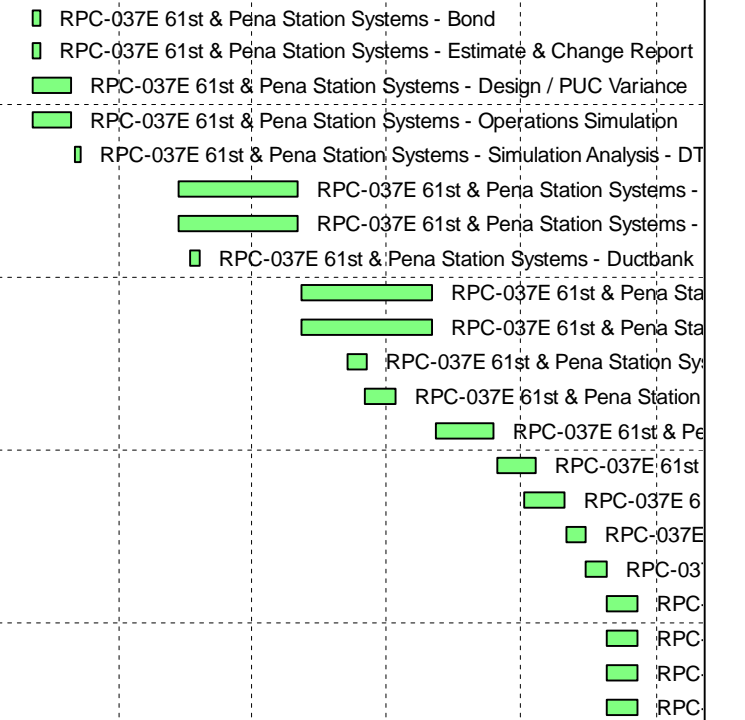 RPC-037E 61st & Pena Station Systems - Bond
RPC-037E 61st & Pena Station Systems - Estimate & Change Report
RPC-037E 61st & Pena Station Systems - Design / PUC Variance
RPC-037E 61st & Pena Station Systems - Operations Simulation
RPC-037E 61st & Pena Station Systems - Simulation Analysis - DT
RPC-037E 61st & Pena Station Systems -
RPC-037E 61st & Pena Station Systems -
RPC-037E 61st & Pena Station Systems - Ductbank
RPC-037E 61st & Pena Sta
RPC-037E 61st & Pena Sta
RPC-037E 61st & Pena Station Sys
RPC-037E 61st & Pena Station
RPC-037E 61st & Pe
RPC-037E 61st
RPC-037E 6
RPC-037E
RPC-037
RPC-
RPC-
RPC-
RPC-